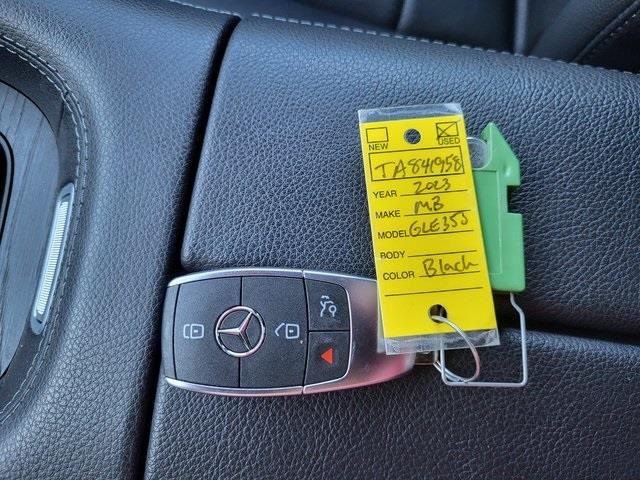 NEW USED
TA841958
YEAR 2023
MAKE MB
MODEL GLE350
BODY
COLOR Black